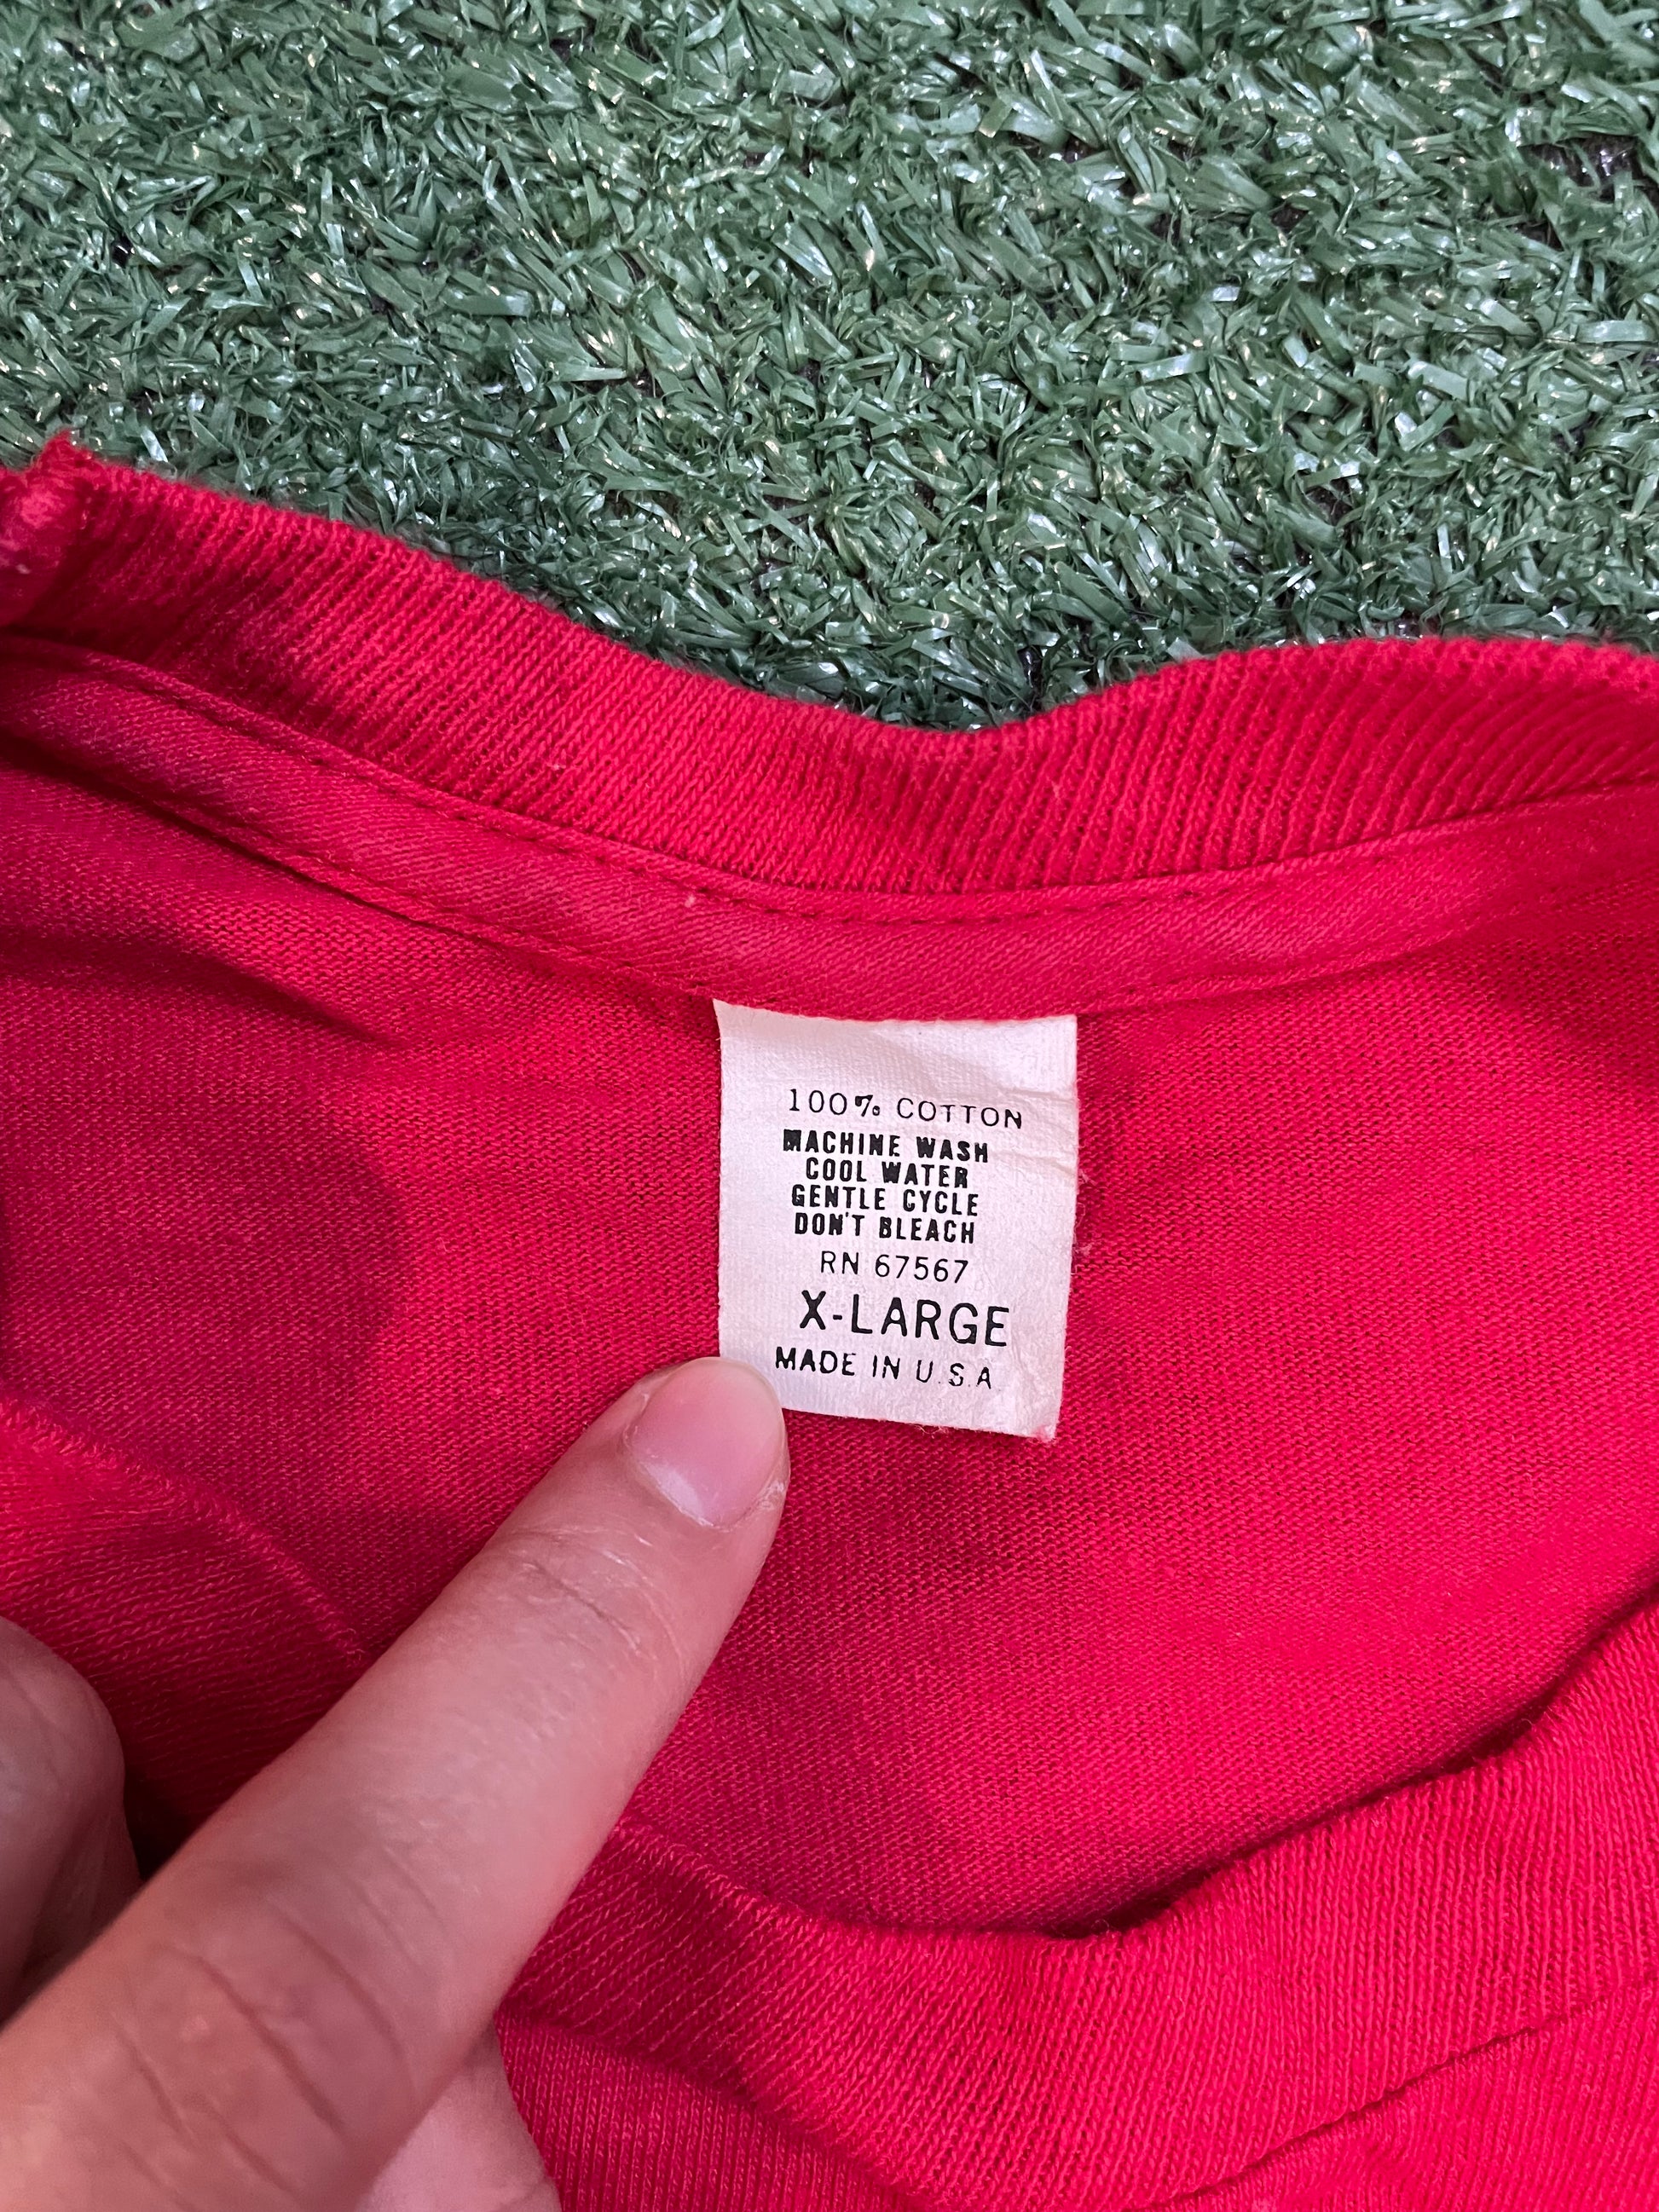 100% COTTON
MACHINE WASH
COOL WATER
GENTLE CYCLE
DON'T BLEACH
RN 67567
X-LARGE
MADE IN U.S.A